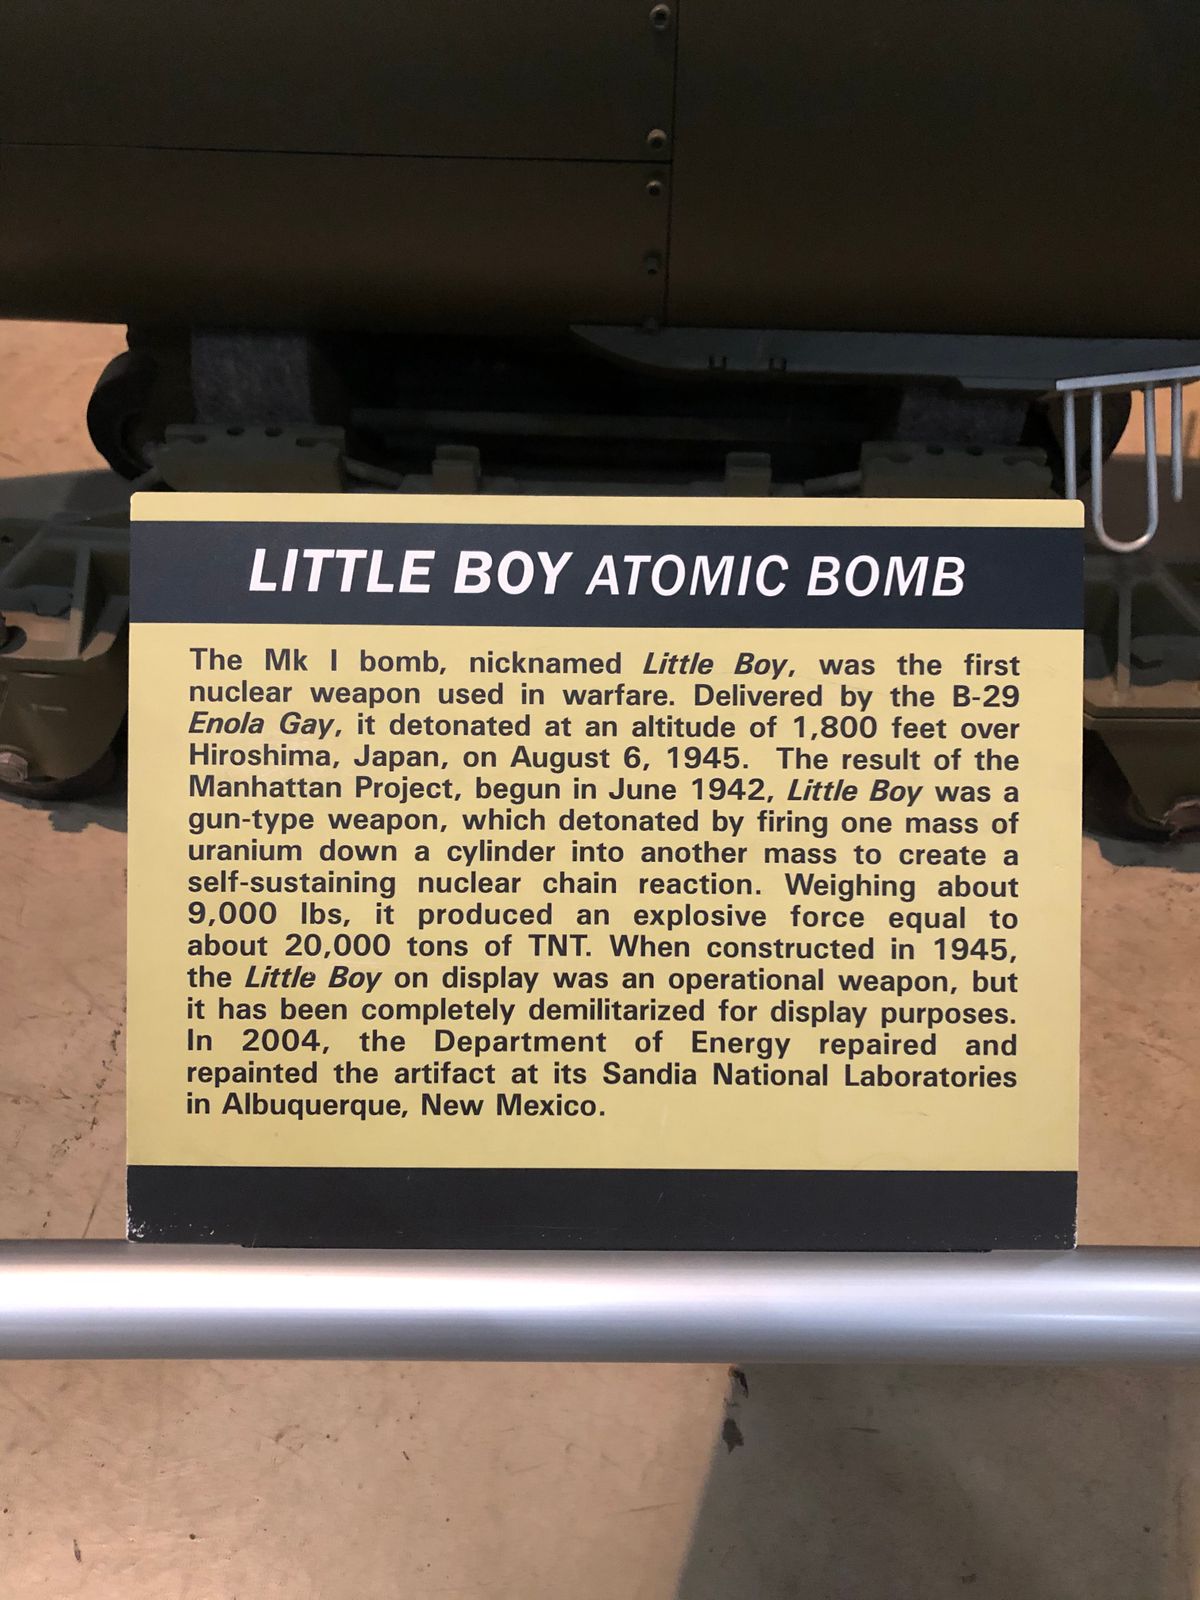 LITTLE BOY ATOMIC BOMB
The Mk I bomb, nicknamed Little Boy, was the first
nuclear weapon used in warfare. Delivered by the B-29
Enola Gay, it detonated at an altitude of 1,800 feet over
Hiroshima, Japan, on August 6, 1945. The result of the
Manhattan Project, begun in June 1942, Little Boy was a
gun-type weapon, which detonated by firing one mass of
uranium down a cylinder into another mass to create a
self-sustaining nuclear chain reaction. Weighing about
9,000 lbs, it produced an explosive force equal to
about 20,000 tons of TNT. When constructed in 1945,
the Little Boy on display was an operational weapon, but
it has been completely demilitarized for display purposes.
In 2004, the Department of Energy repaired and
repainted the artifact at its Sandia National Laboratories
in Albuquerque, New Mexico.